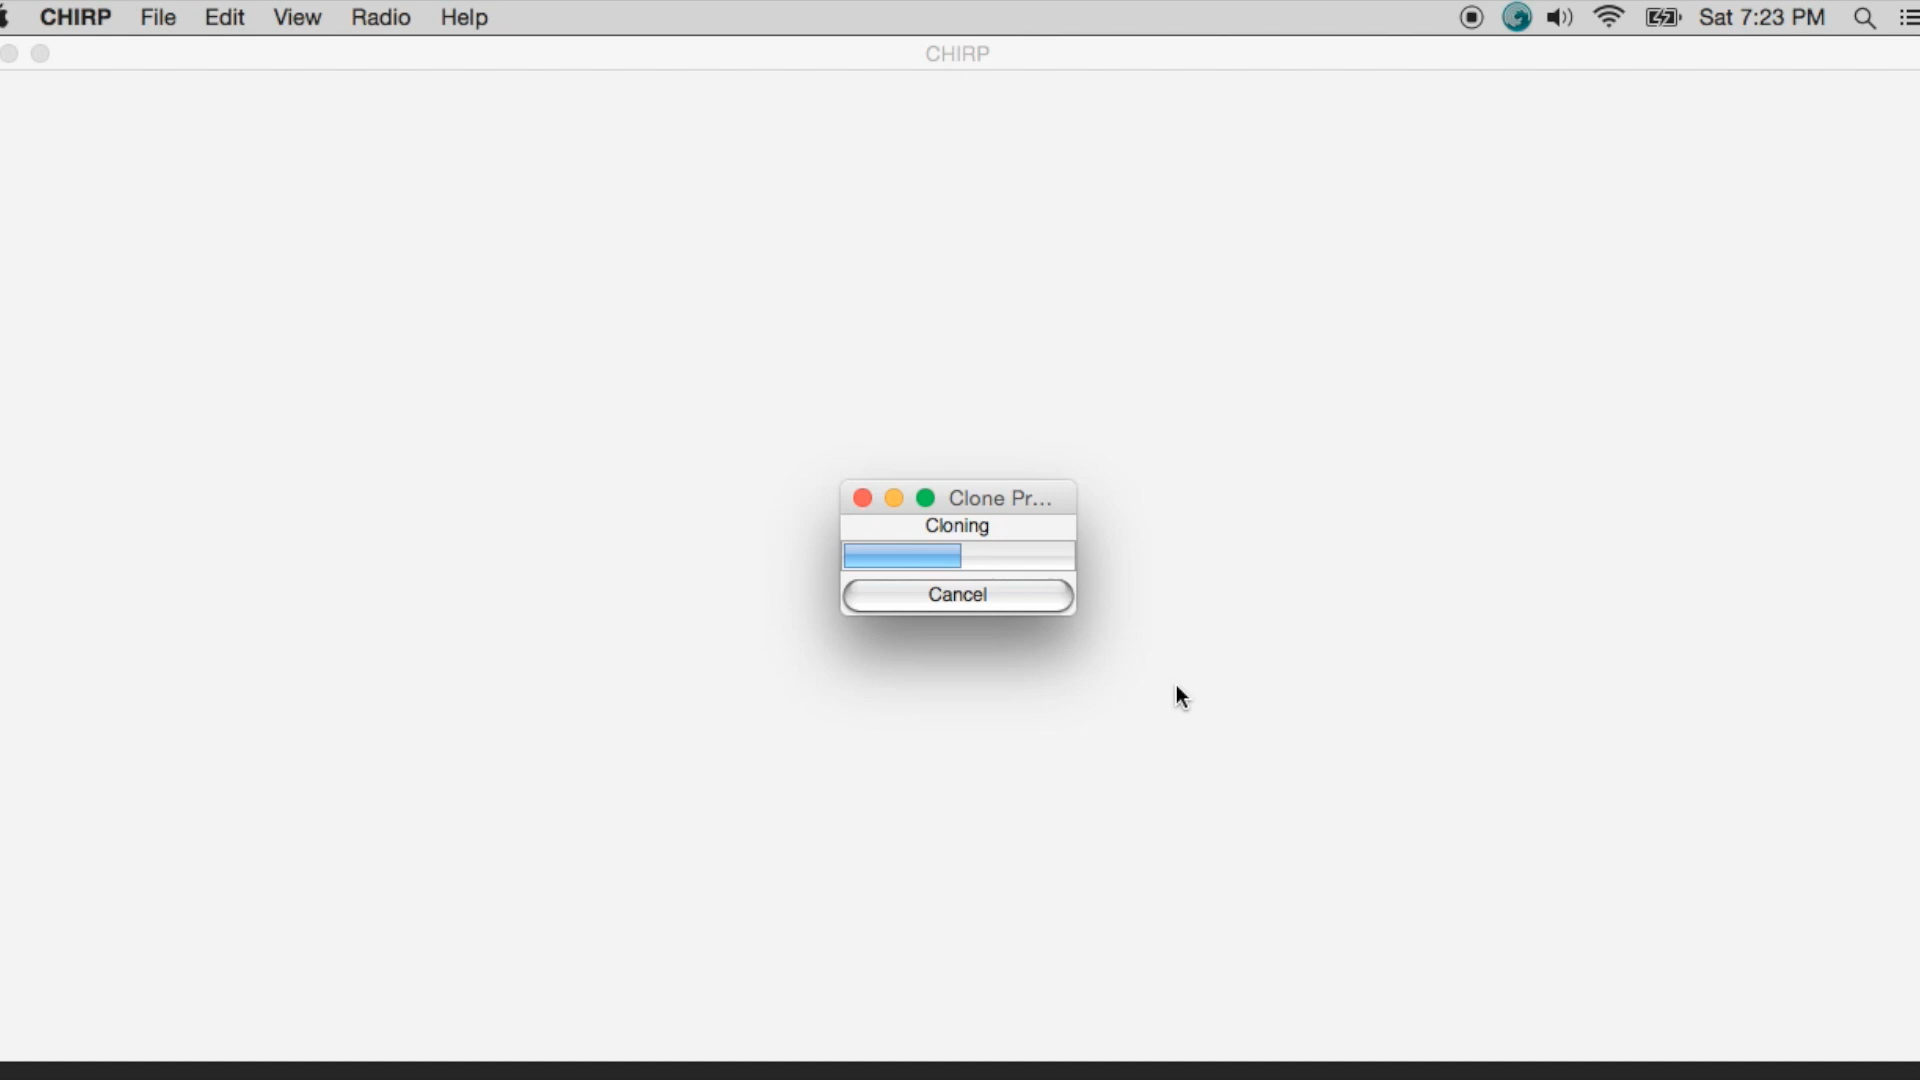 CHIRP File Edit View Radio Help Sat 7:23 PM
CHIRP
Clone Pr...
Cloning
Cancel